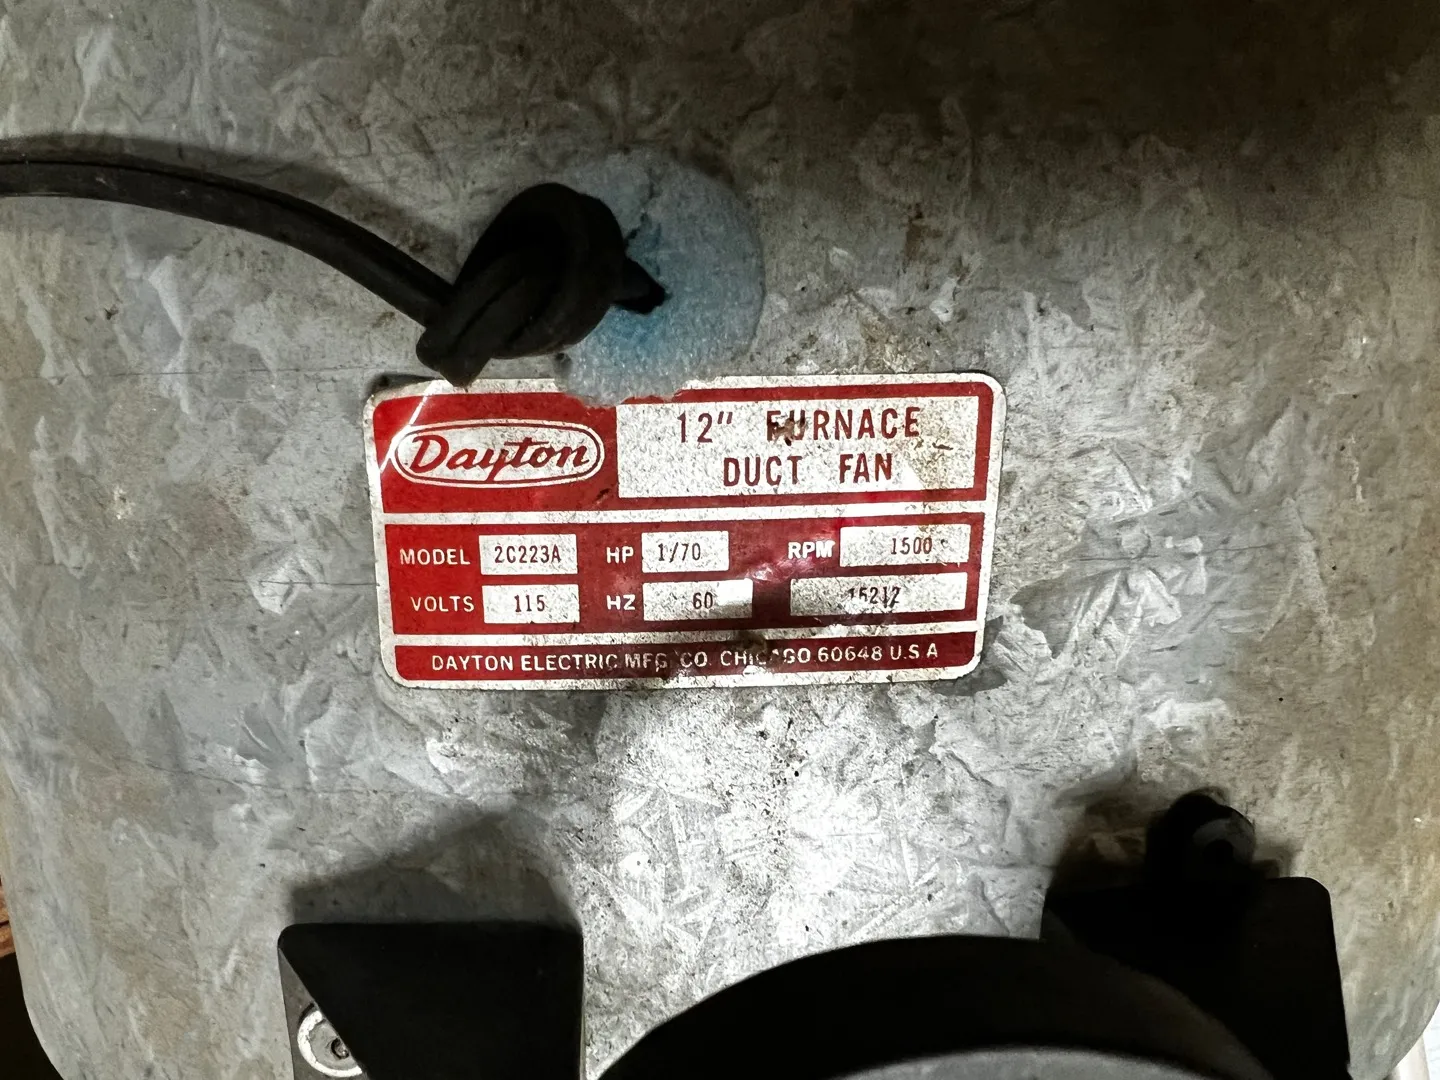 Dayton
12" FURNACE
DUCT FAN
MODEL 2C223A HP 1/70 RPM 1500
VOLTS 115 HZ 60 15212
DAYTON ELECTRIC MFG CO. CHICAGO 60648 U.S.A